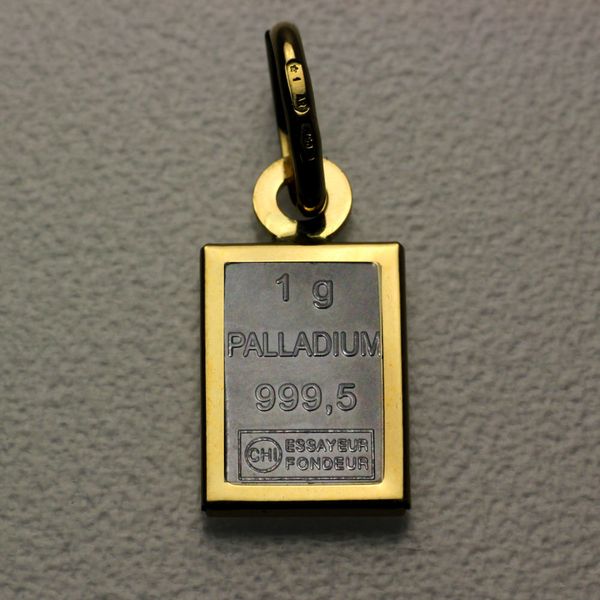 1 g
PALLADIUM
999,5
CHI ESSAYEUR
FONDEUR